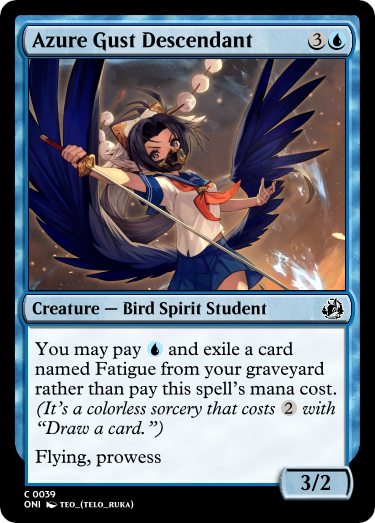 Azure Gust Descendant 3
Creature — Bird Spirit Student
You may pay and exile a card
named Fatigue from your graveyard
rather than pay this spell's mana cost.
(It's a colorless sorcery that costs 2 with
“Draw a card.”)
Flying, prowess
3/2
C 0039
ONI TEO_(TELO_RUKA)